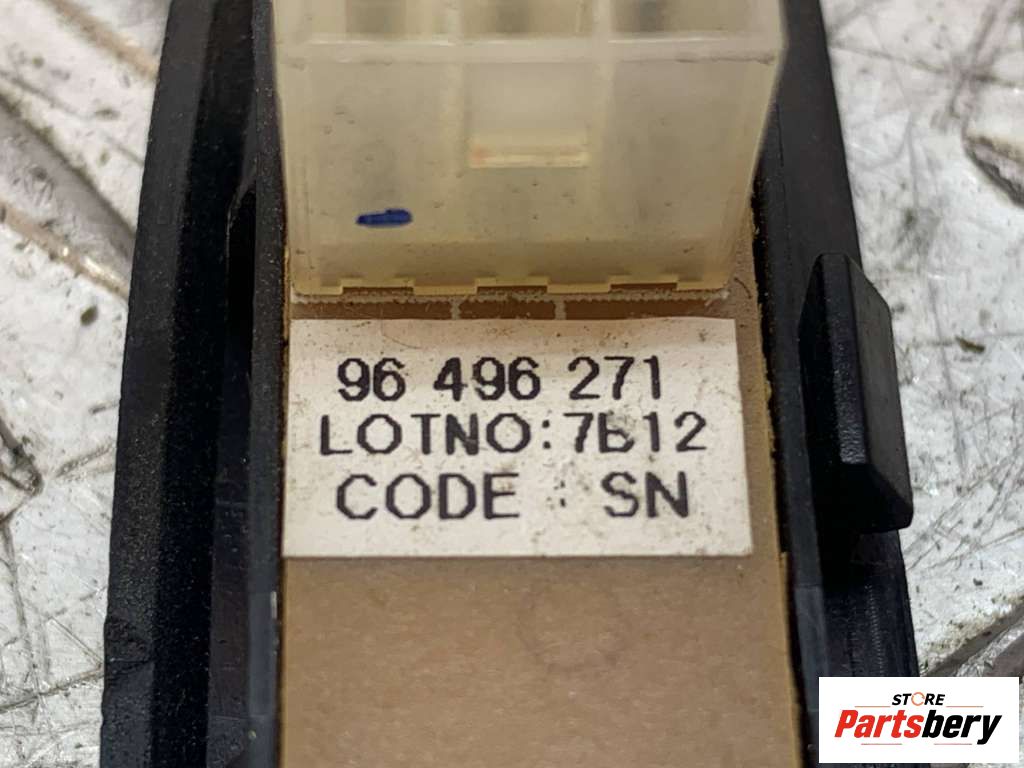 96 496 271
LOTNO:7B12
CODE : SN
STORE
Partsbery